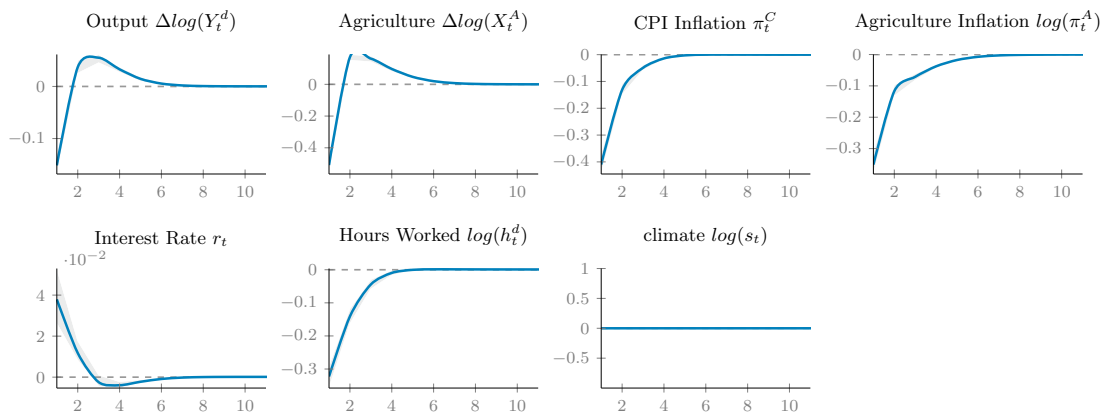 Output Δlog(Y_t^d)
0
−0.1
2 4 6 8 10
Agriculture Δlog(X_t^A)
0
−0.2
−0.4
2 4 6 8 10
CPI Inflation π_t^C
0
−0.1
−0.2
−0.3
−0.4
2 4 6 8 10
Agriculture Inflation log(π_t^A)
0
−0.1
−0.2
−0.3
2 4 6 8 10
Interest Rate r_t
·10^−2
4
2
0
2 4 6 8 10
Hours Worked log(h_t^d)
0
−0.1
−0.2
−0.3
2 4 6 8 10
climate log(s_t)
1
0.5
0
−0.5
2 4 6 8 10